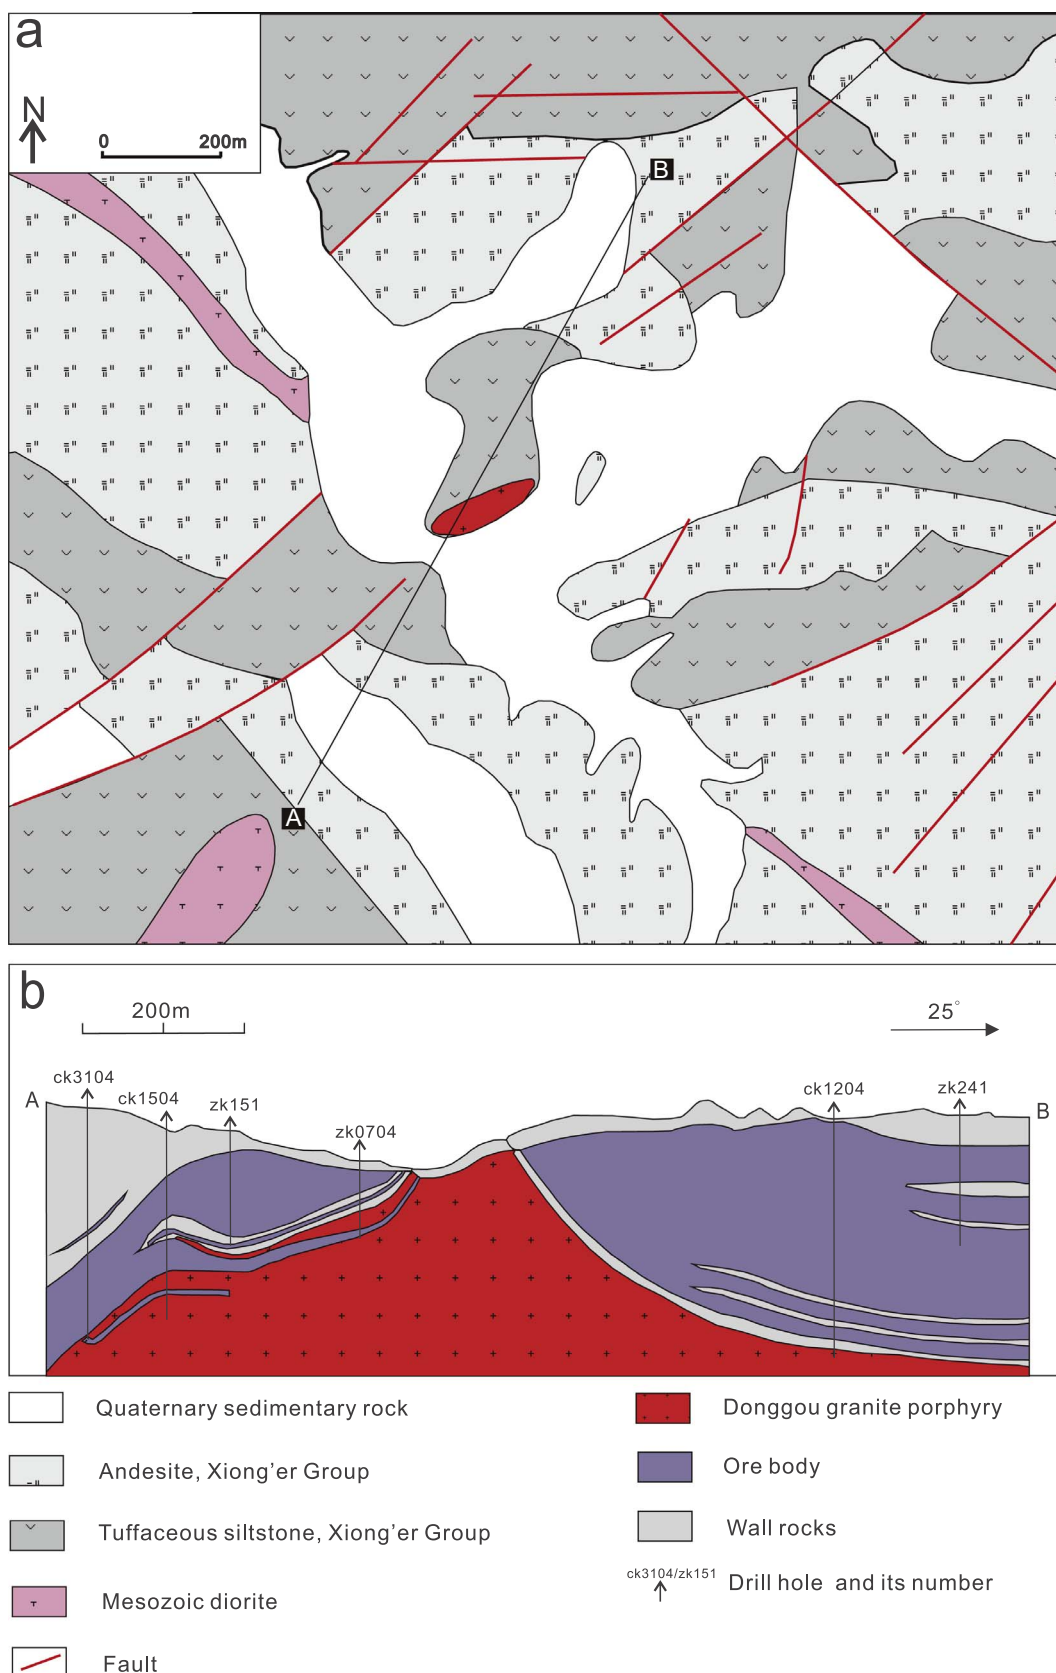 a
N
0 200m
B
A
b
200m
25°
A
ck3104
ck1504
zk151
zk0704
ck1204
zk241
B
Quaternary sedimentary rock
Donggou granite porphyry
Andesite, Xiong'er Group
Ore body
Tuffaceous siltstone, Xiong'er Group
Wall rocks
ck3104/zk151
Drill hole and its number
Mesozoic diorite
Fault